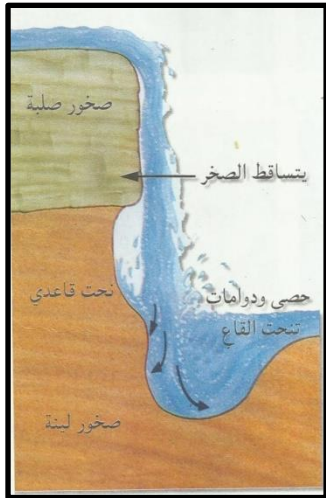 صخور صلبة
يتساقط الصخر
نحت قاعدي
حصى ودوامات
تنحت القاع
صخور لينة